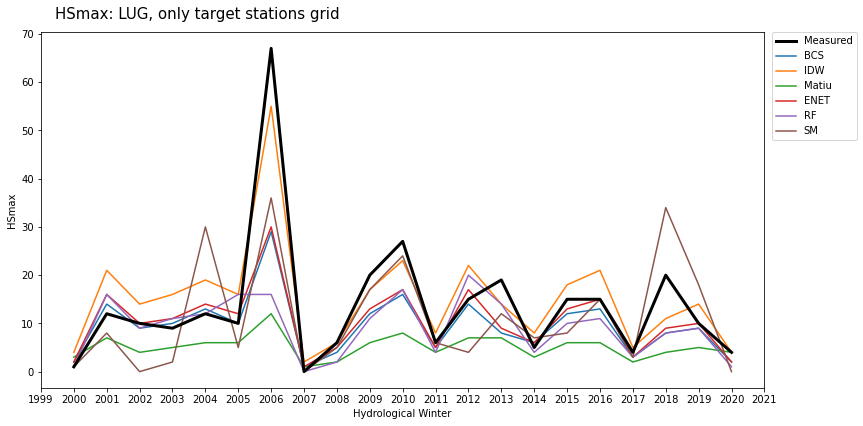 HSmax: LUG, only target stations grid
70
60
50
40
30
20
10
0
HSmax
1999 2000 2001 2002 2003 2004 2005 2006 2007 2008 2009 2010 2011 2012 2013 2014 2015 2016 2017 2018 2019 2020 2021
Hydrological Winter
Measured
BCS
IDW
Matiu
ENET
RF
SM